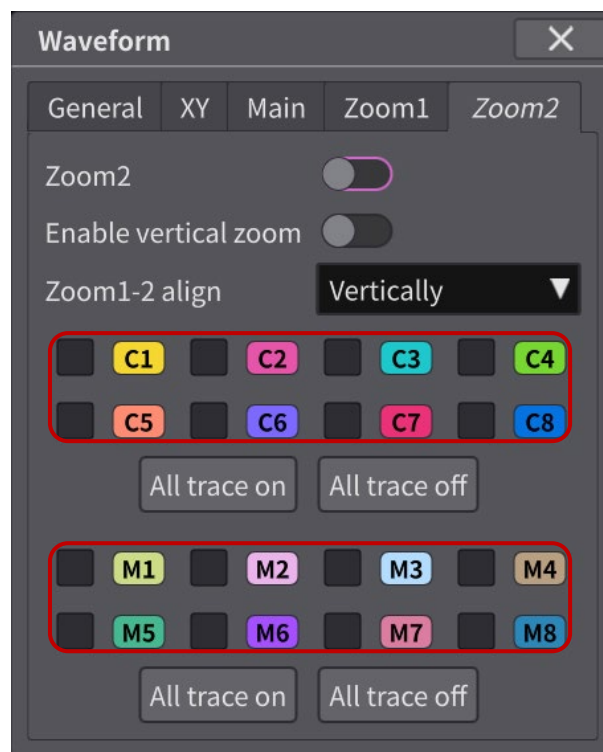 Waveform
General XY Main Zoom1 Zoom2
Zoom2
Enable vertical zoom
Zoom1-2 align Vertically
C1 C2 C3 C4
C5 C6 C7 C8
All trace on All trace off
M1 M2 M3 M4
M5 M6 M7 M8
All trace on All trace off